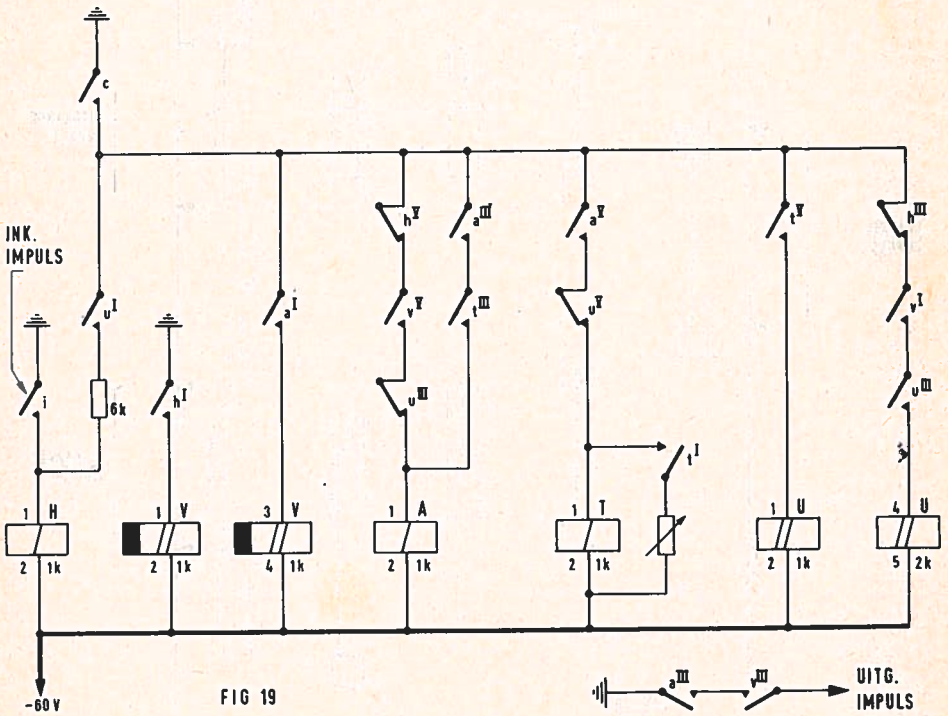 c
INK.
IMPULS
i
u^I
6k
h^I
a^I
h^V
v^V
u^III
a^III
t^III
a^V
u^V
t^I
t^V
h^III
v^I
u^III
1 H
2 1k
1 V
2 1k
3 V
4 1k
1 A
2 1k
1 T
2 1k
1 U
2 1k
4 U
5 2k
-60V
FIG 19
a^III
v^III
UITG.
IMPULS